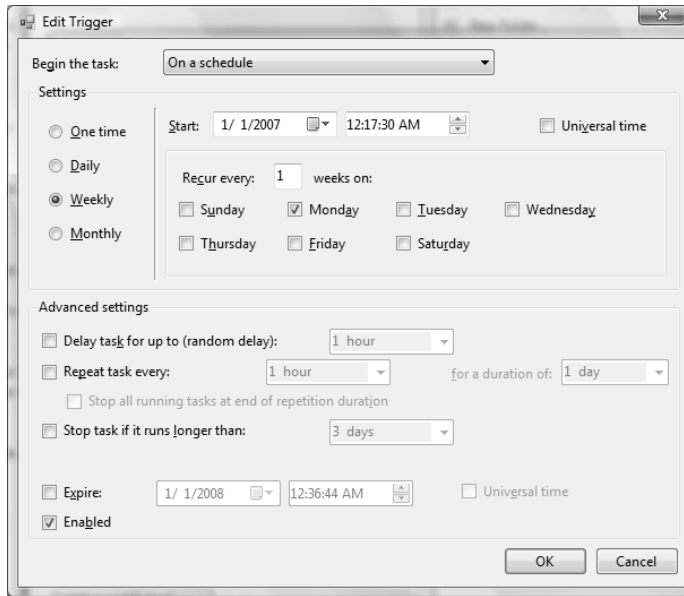 Edit Trigger
Begin the task: On a schedule
Settings
One time
Start: 1/ 1/2007 12:17:30 AM Universal time
Daily
Recur every: 1 weeks on:
Weekly
Sunday Monday Tuesday Wednesday
Monthly
Thursday Friday Saturday
Advanced settings
Delay task for up to (random delay): 1 hour
Repeat task every: 1 hour for a duration of: 1 day
Stop all running tasks at end of repetition duration
Stop task if it runs longer than: 3 days
Expire: 1/ 1/2008 12:36:44 AM Universal time
Enabled
OK Cancel